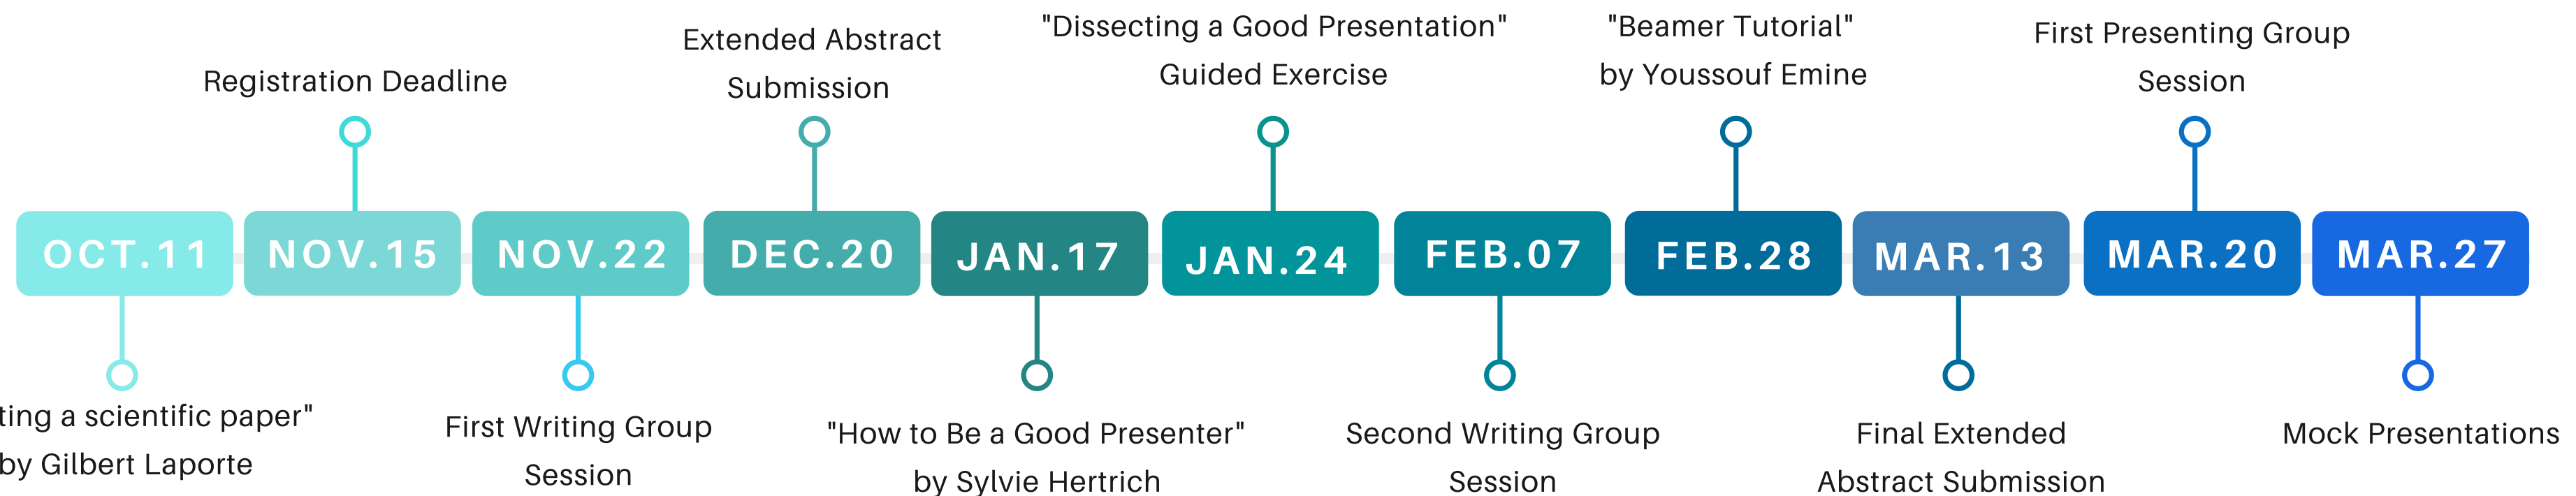 Registration Deadline
Extended Abstract
Submission
"Dissecting a Good Presentation"
Guided Exercise
"Beamer Tutorial"
by Youssouf Emine
First Presenting Group
Session
OCT.11 NOV.15 NOV.22 DEC.20 JAN.17 JAN.24 FEB.07 FEB.28 MAR.13 MAR.20 MAR.27
a scientific paper"
by Gilbert Laporte
First Writing Group
Session
"How to Be a Good Presenter"
by Sylvie Hertrich
Second Writing Group
Session
Final Extended
Abstract Submission
Mock Presentations